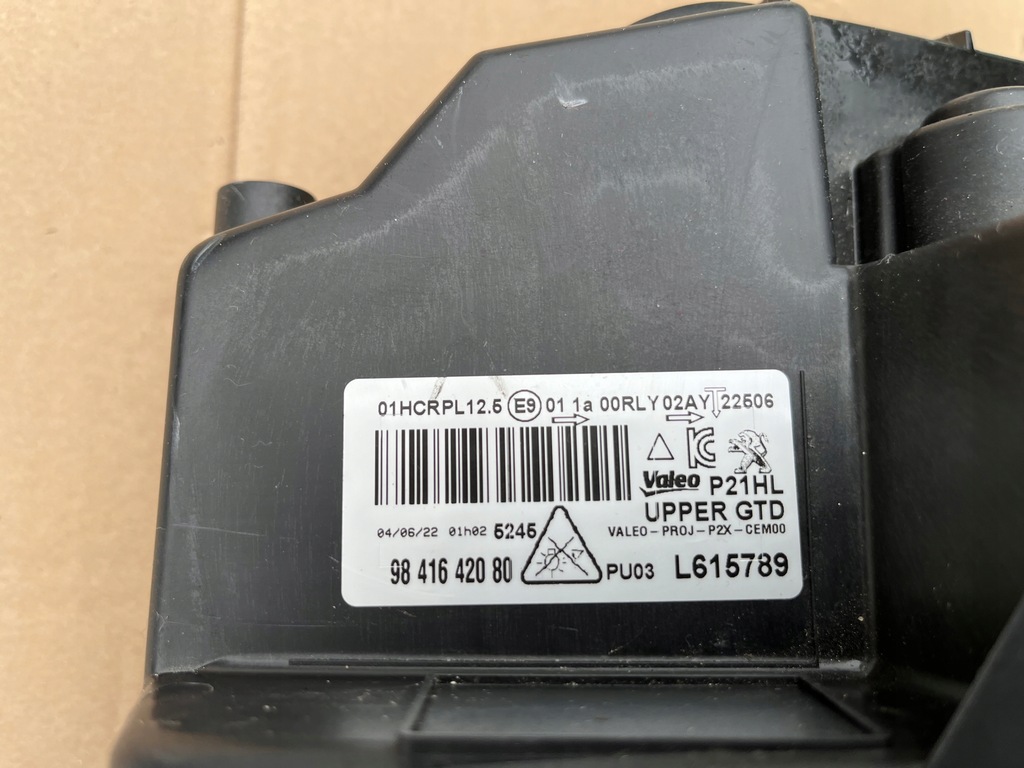 01HCRPL12.5 E9 01 1a 00RLY 02AY 22506
Valeo P21HL
UPPER GTD
04/06/22 01h02 5245 VALEO-PROJ-P2X-CEM00
98 416 420 80 PU03 L615789